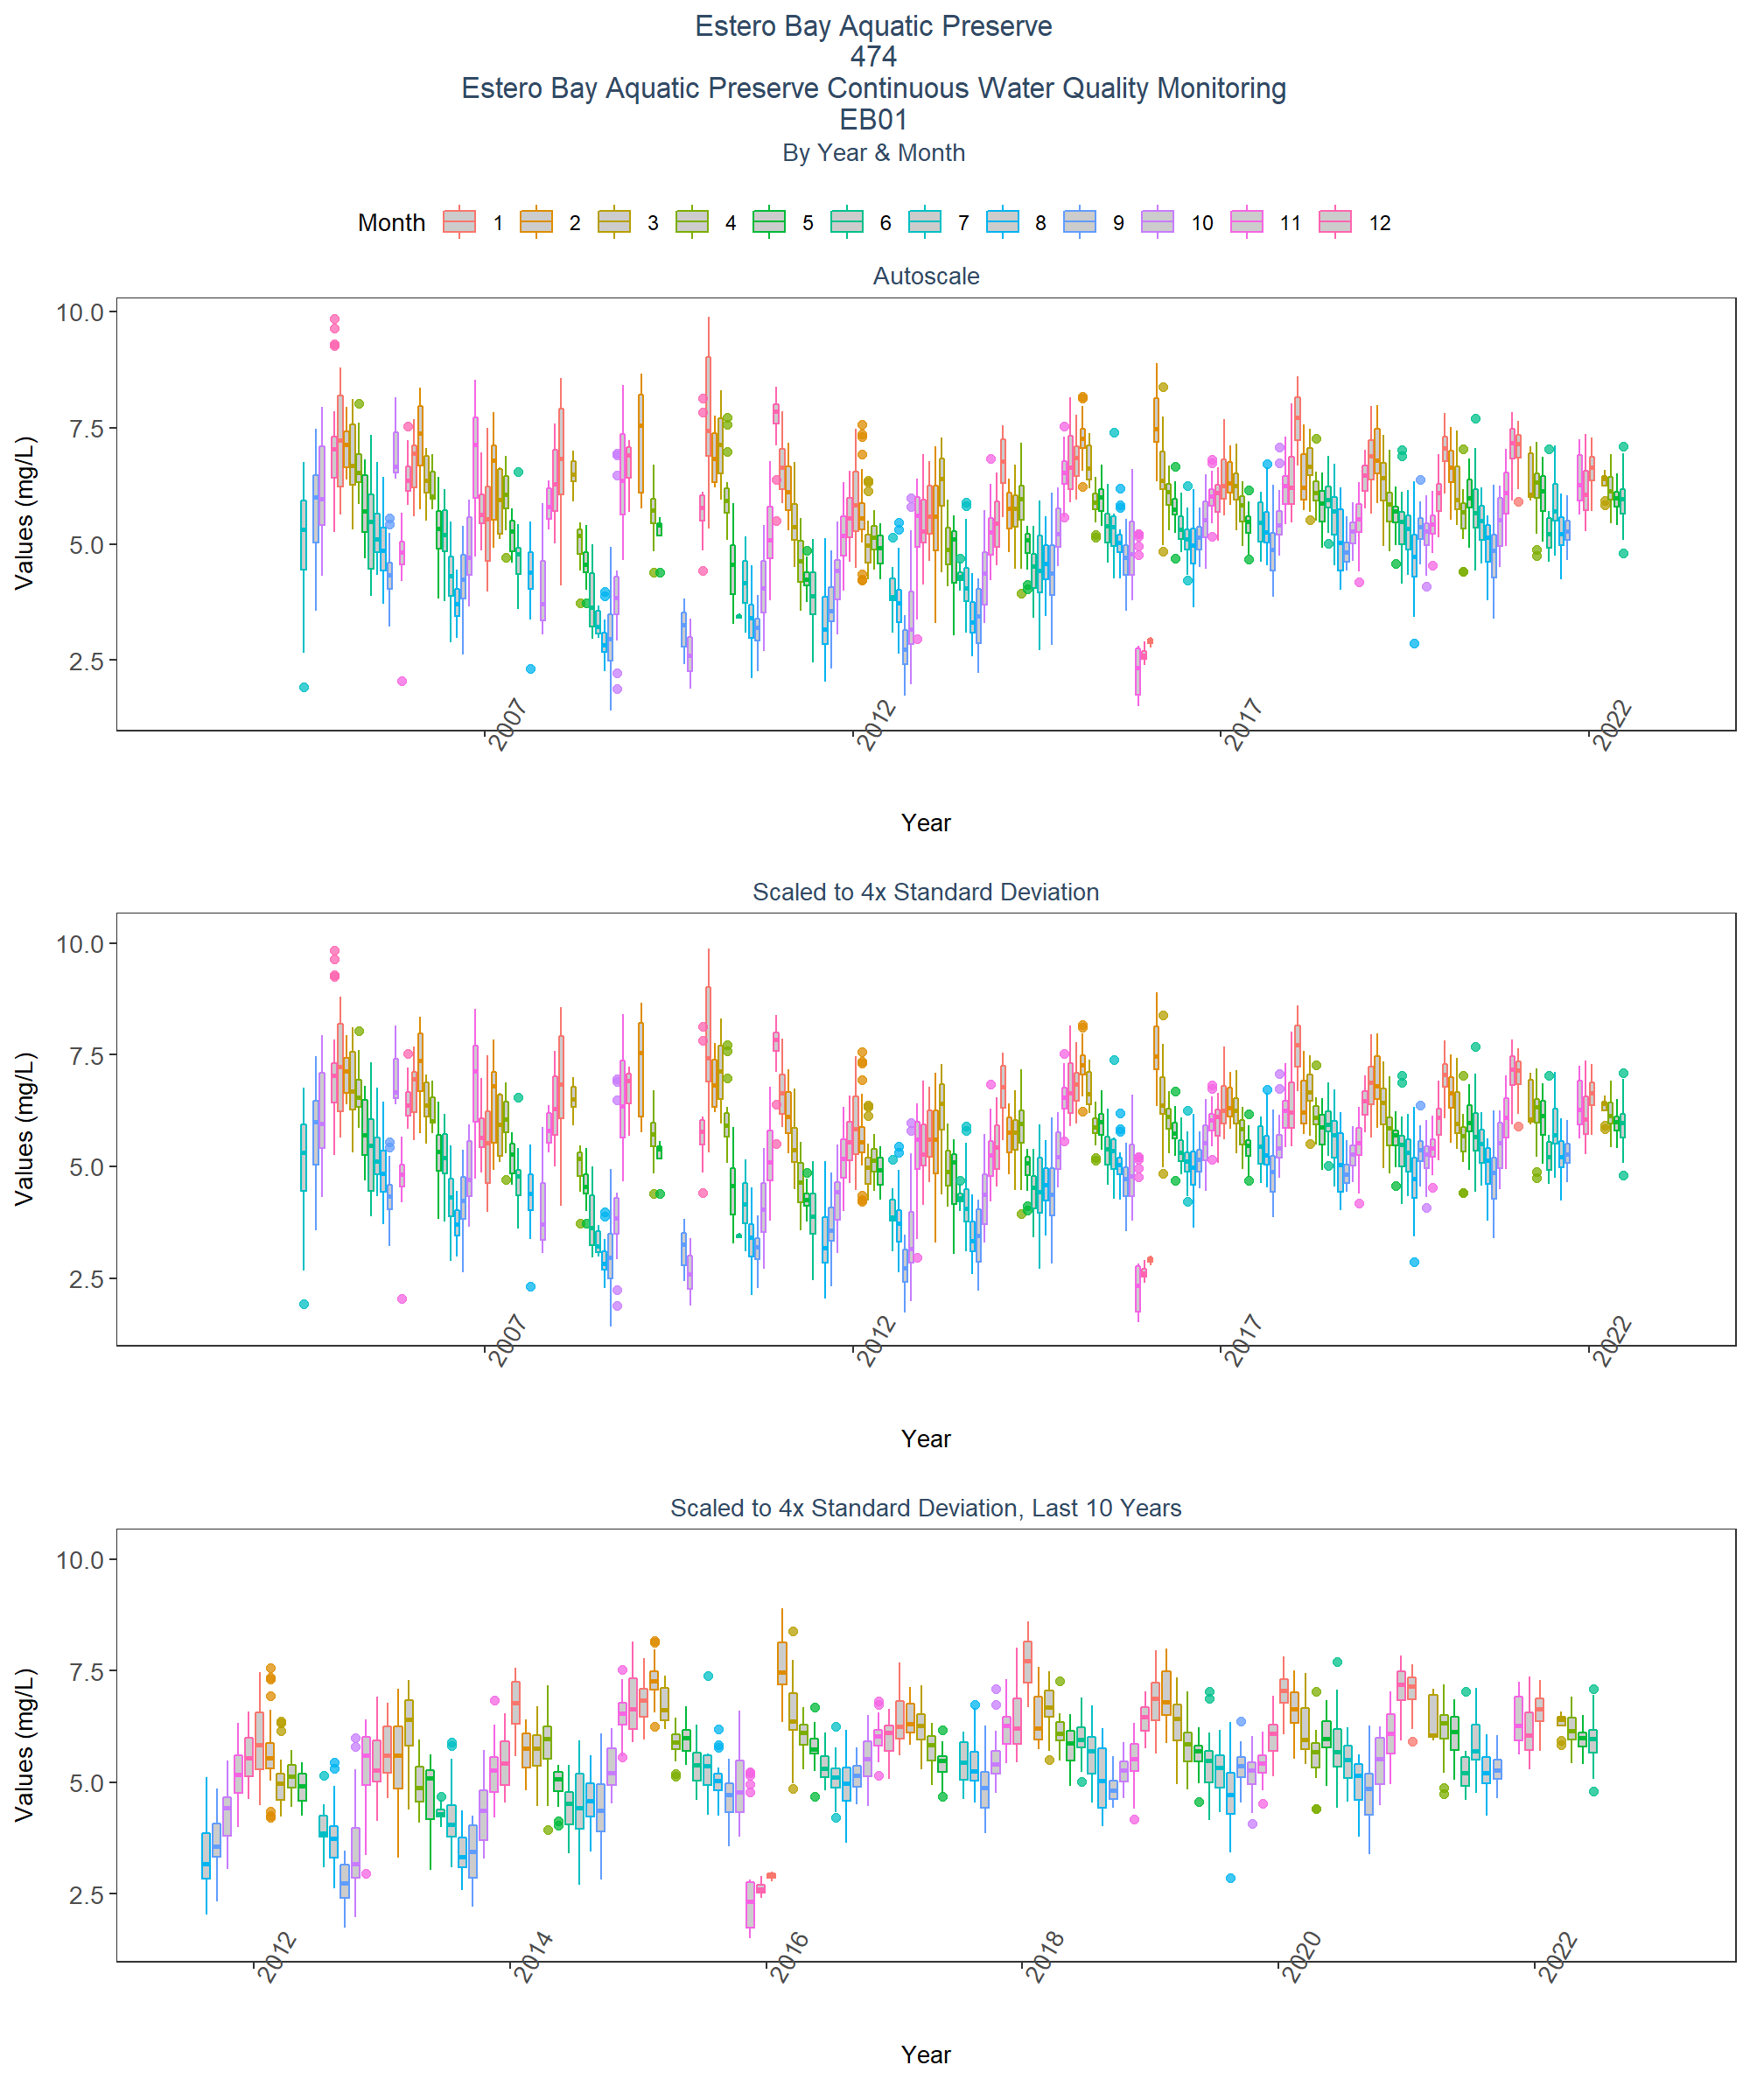 Estero Bay Aquatic Preserve
474
Estero Bay Aquatic Preserve Continuous Water Quality Monitoring
EB01
By Year & Month
Month 1 2 3 4 5 6 7 8 9 10 11 12
Autoscale
Values (mg/L)
10.0
7.5
5.0
2.5
2007 2012 2017 2022
Year
Scaled to 4x Standard Deviation
Values (mg/L)
10.0
7.5
5.0
2.5
2007 2012 2017 2022
Year
Scaled to 4x Standard Deviation, Last 10 Years
Values (mg/L)
10.0
7.5
5.0
2.5
2012 2014 2016 2018 2020 2022
Year